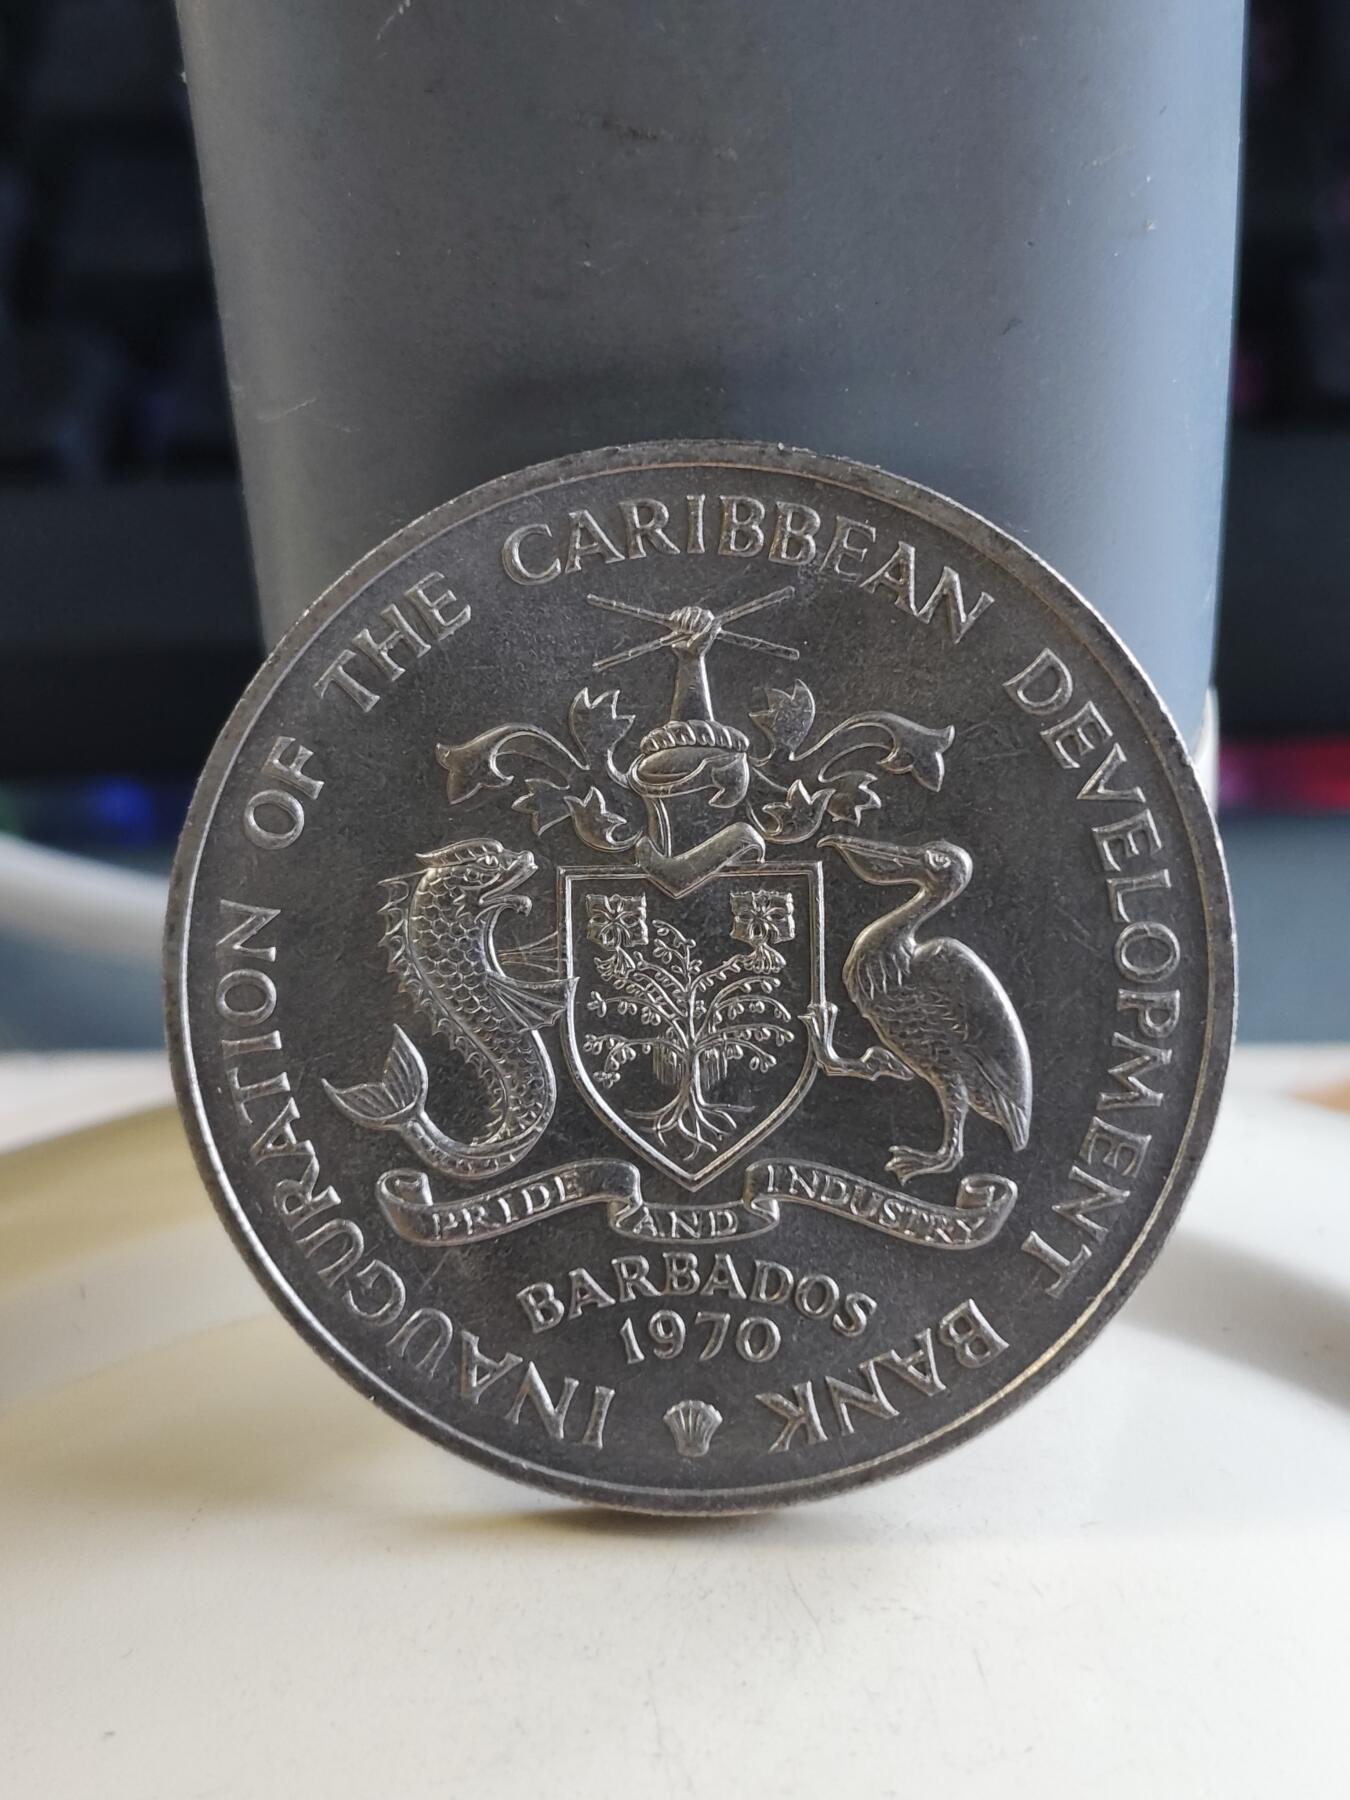 INAUGURATION OF THE CARIBBEAN DEVELOPMENT BANK
PRIDE AND INDUSTRY
BARBADOS
1970